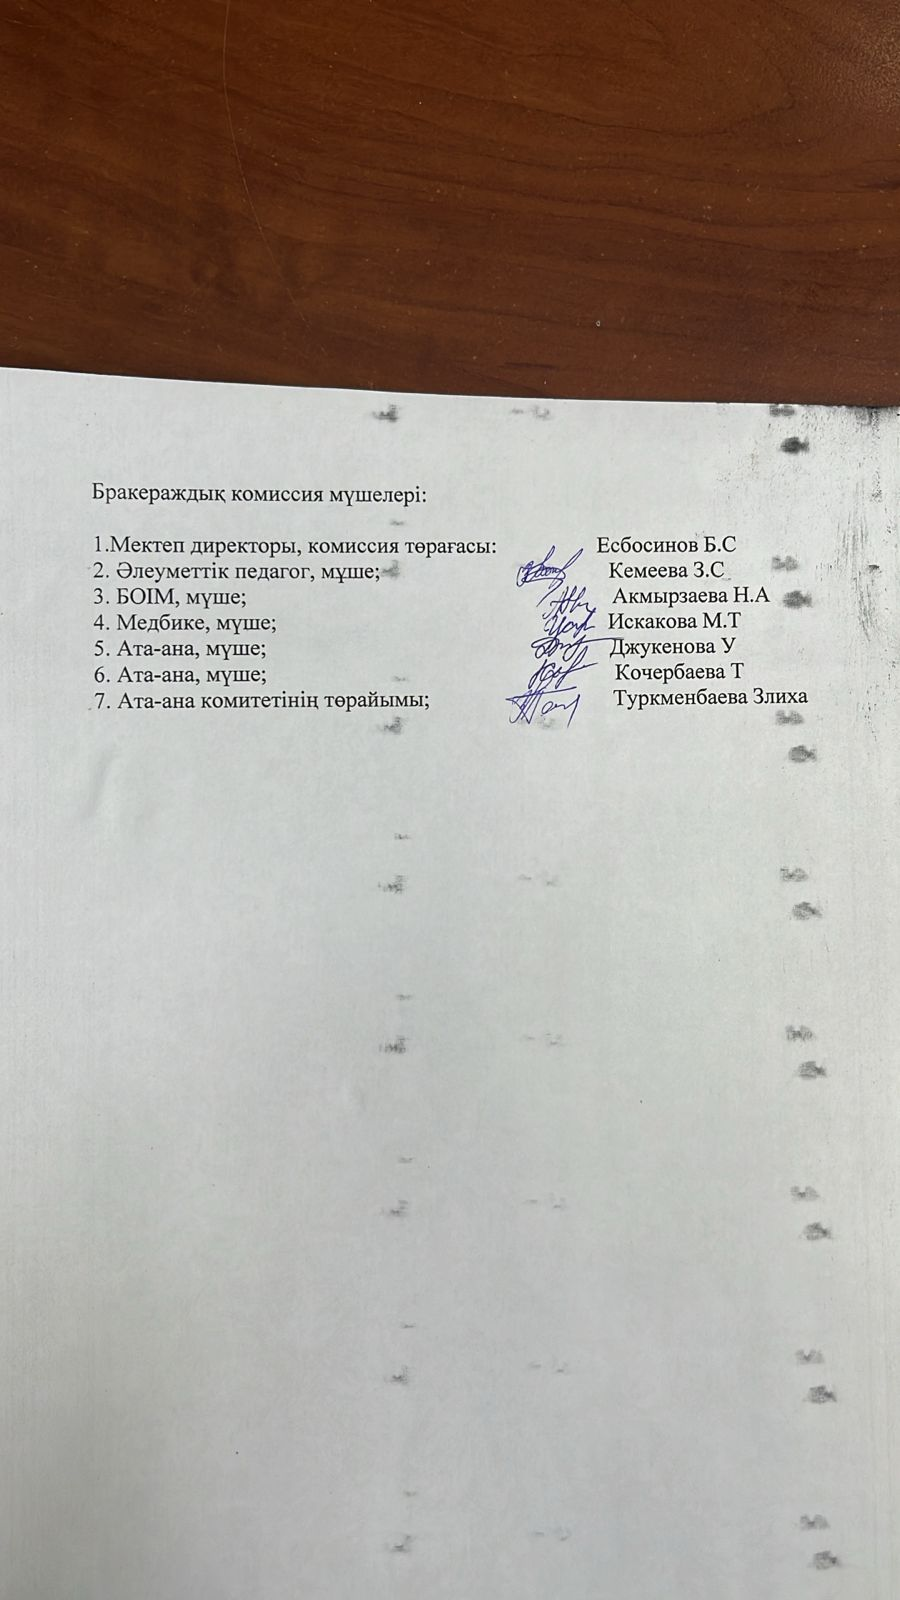 Бракераждық комиссия мүшелері:
1.Мектеп директоры, комиссия төрағасы: Есбосинов Б.С
2. Әлеуметтік педагог, мұше; Кемеева З.С
3. БОІМ, мүше; Акмырзаева Н.А
4. Медбике, мүше; Искакова М.Т
5. Ата-ана, мүше; Джукенова У
6. Ата-ана, мүше; Кочербаева Т
7. Ата-ана комитетінің төрайымы; Туркменбаева Злиха